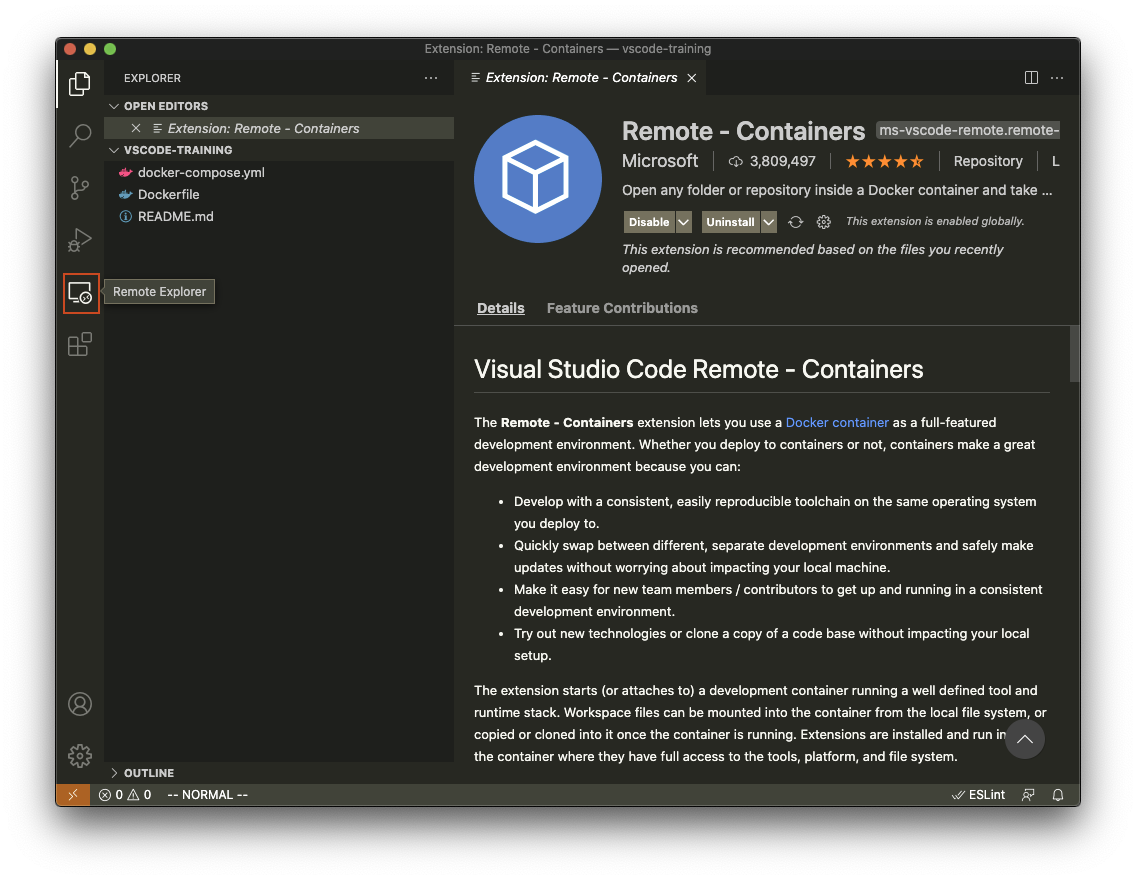 Extension: Remote - Containers — vscode-training
EXPLORER
OPEN EDITORS
Extension: Remote - Containers
VSCODE-TRAINING
docker-compose.yml
Dockerfile
README.md
Remote Explorer
OUTLINE
Extension: Remote - Containers
Remote - Containers ms-vscode-remote.remote-
Microsoft 3,809,497 Repository L
Open any folder or repository inside a Docker container and take ...
Disable Uninstall This extension is enabled globally.
This extension is recommended based on the files you recently
opened.
Details Feature Contributions
Visual Studio Code Remote - Containers
The Remote - Containers extension lets you use a Docker container as a full-featured
development environment. Whether you deploy to containers or not, containers make a great
development environment because you can:
• Develop with a consistent, easily reproducible toolchain on the same operating system
you deploy to.
• Quickly swap between different, separate development environments and safely make
updates without worrying about impacting your local machine.
• Make it easy for new team members / contributors to get up and running in a consistent
development environment.
• Try out new technologies or clone a copy of a code base without impacting your local
setup.
The extension starts (or attaches to) a development container running a well defined tool and
runtime stack. Workspace files can be mounted into the container from the local file system, or
copied or cloned into it once the container is running. Extensions are installed and run in
the container where they have full access to the tools, platform, and file system.
0 0 -- NORMAL -- ESLint